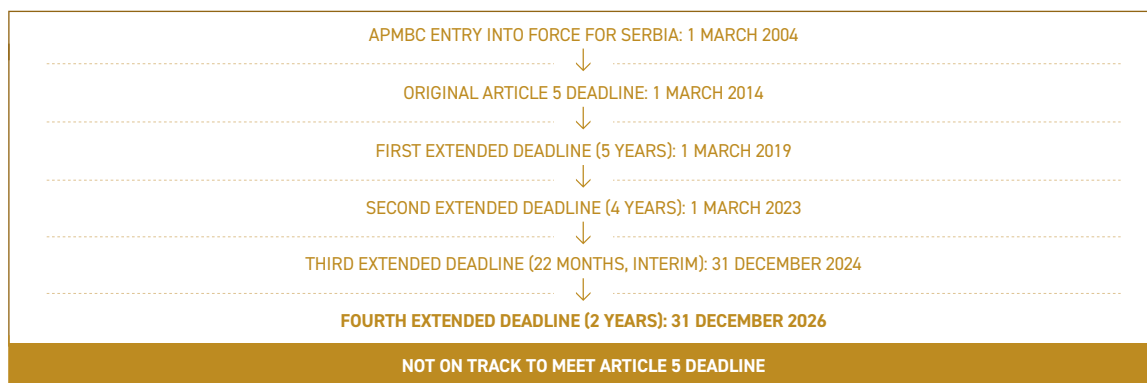 APMBC ENTRY INTO FORCE FOR SERBIA: 1 MARCH 2004
ORIGINAL ARTICLE 5 DEADLINE: 1 MARCH 2014
FIRST EXTENDED DEADLINE (5 YEARS): 1 MARCH 2019
SECOND EXTENDED DEADLINE (4 YEARS): 1 MARCH 2023
THIRD EXTENDED DEADLINE (22 MONTHS, INTERIM): 31 DECEMBER 2024
FOURTH EXTENDED DEADLINE (2 YEARS): 31 DECEMBER 2026
NOT ON TRACK TO MEET ARTICLE 5 DEADLINE